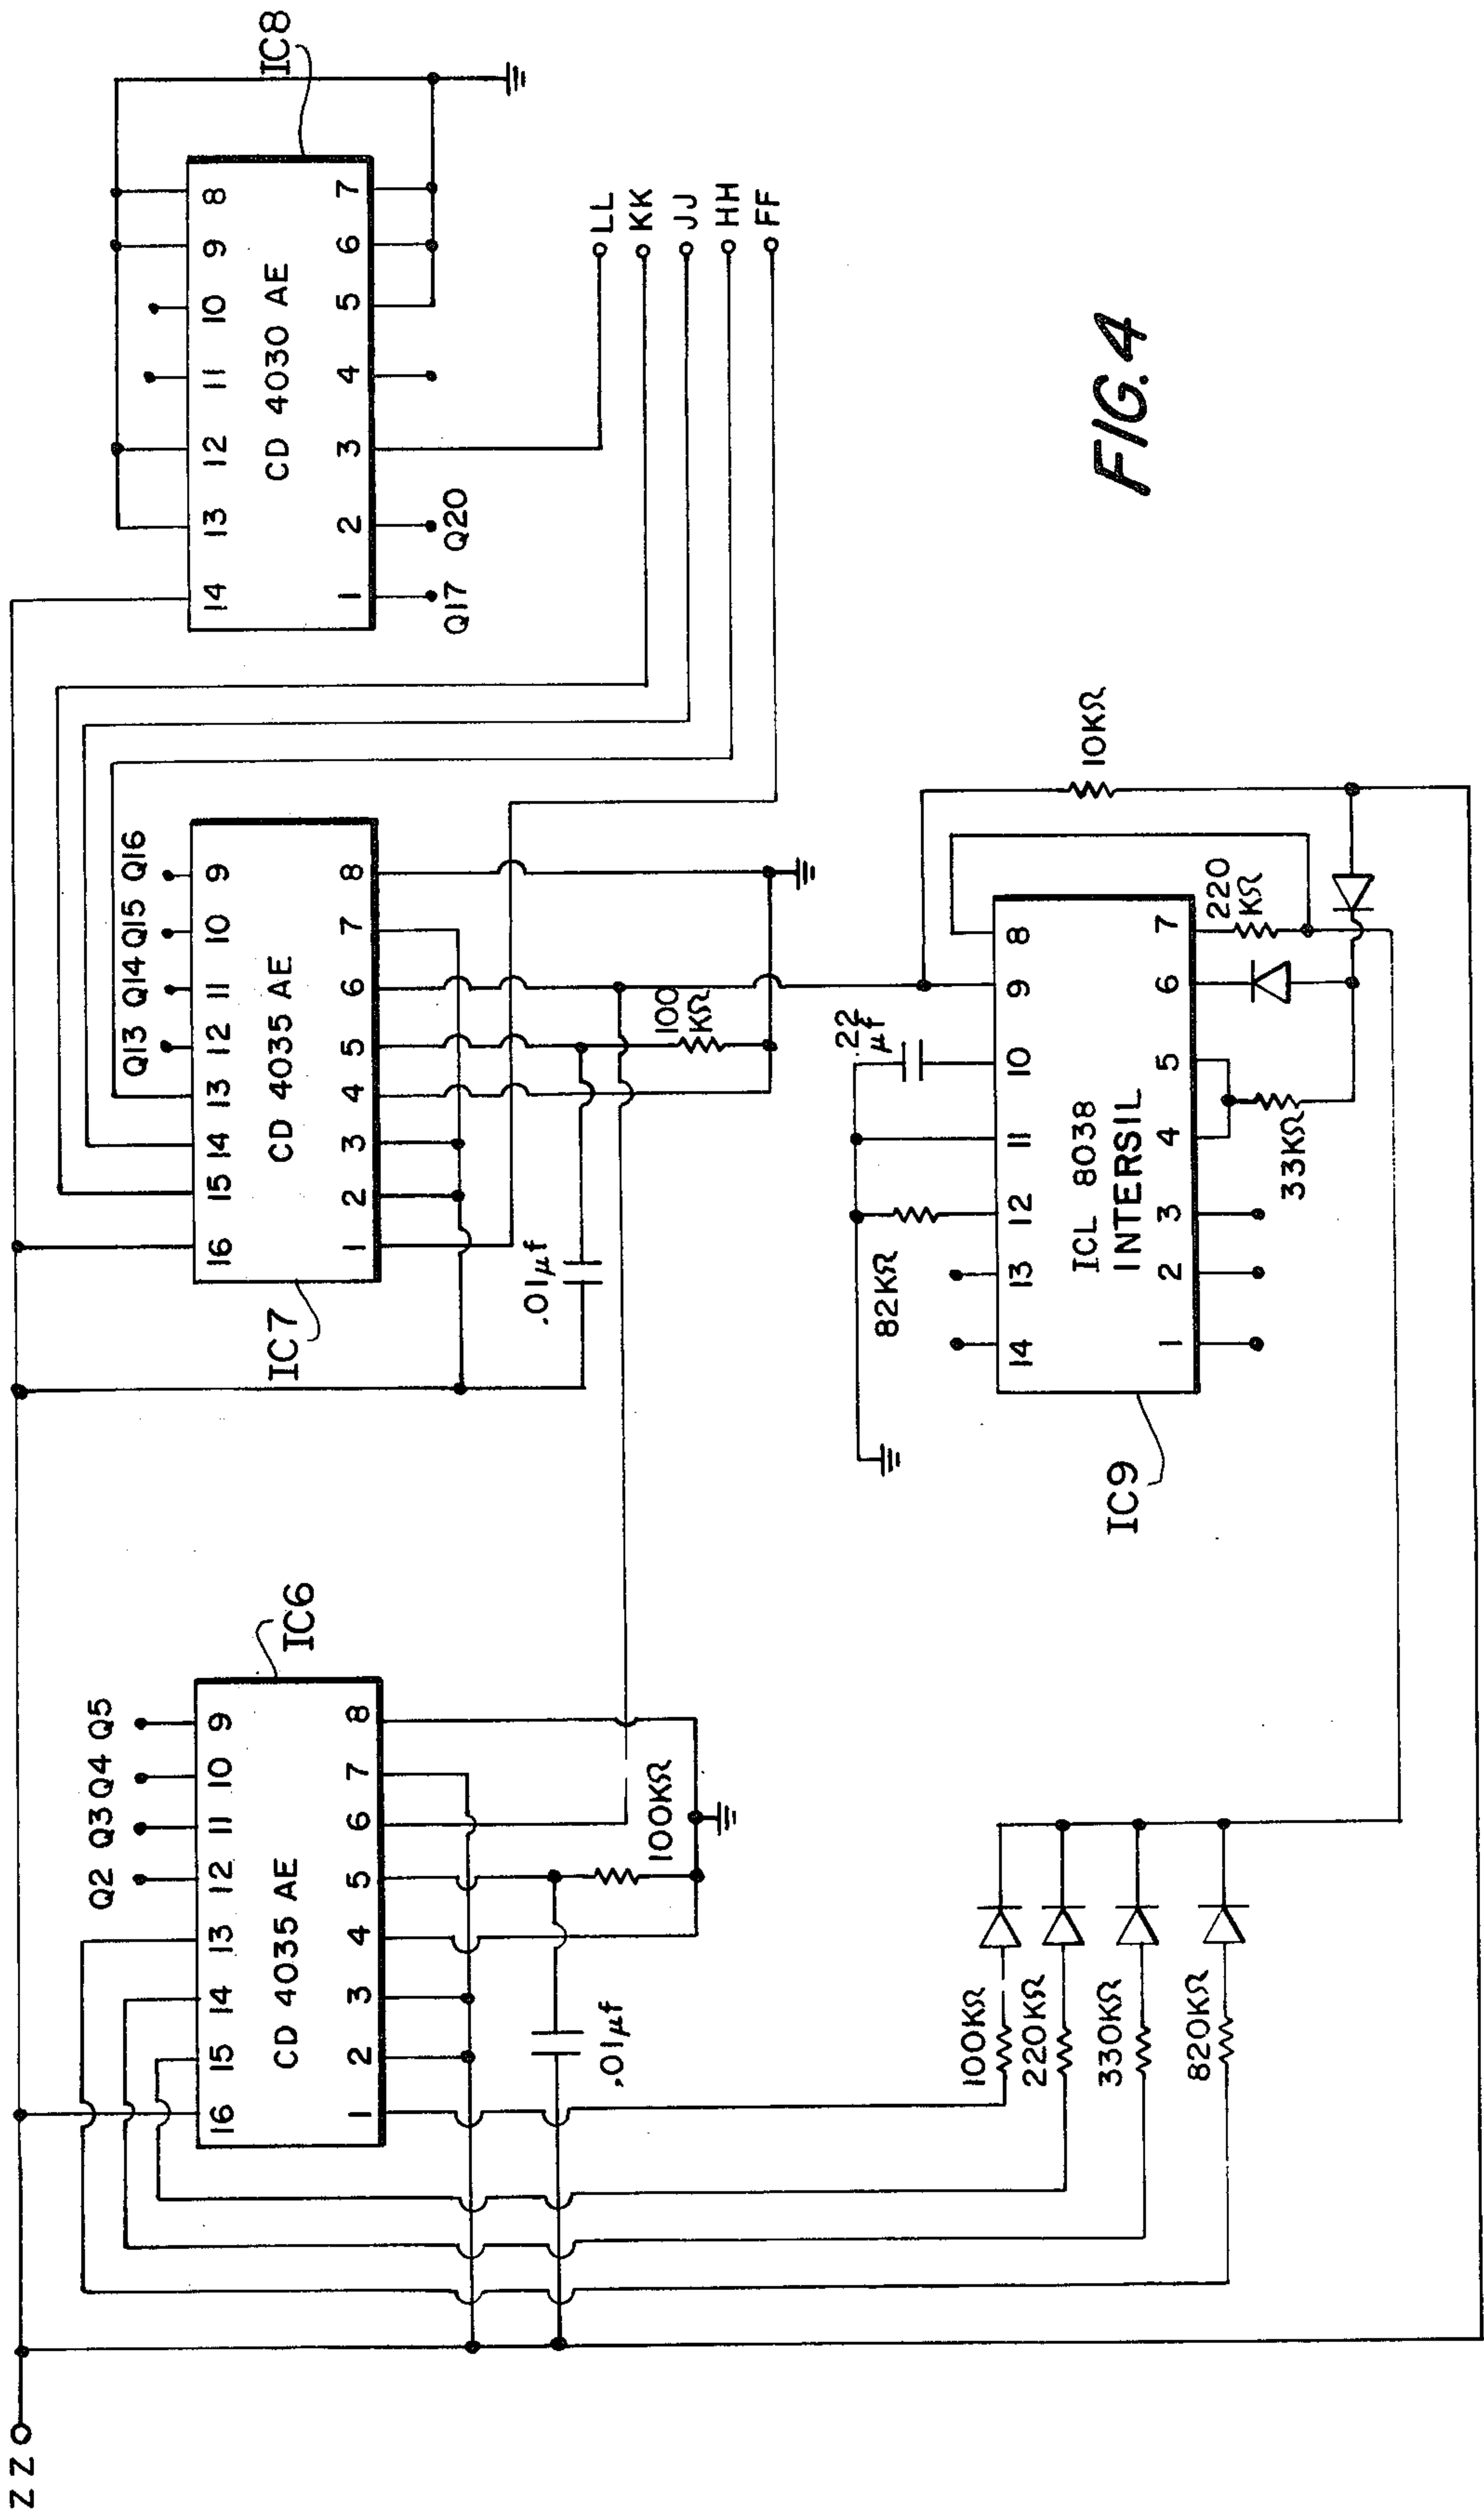 ZZ
IC6
Q2 Q3 Q4 Q5
16 15 14 13 12 11 10 9
CD 4035 AE
1 2 3 4 5 6 7 8
100KΩ
.01µf
100KΩ
220KΩ
330KΩ
820KΩ
IC7
Q13 Q14 Q15 Q16
16 15 14 13 12 11 10 9
CD 4035 AE
1 2 3 4 5 6 7 8
.01µf
100
KΩ
IC8
14 13 12 11 10 9 8
CD 4030 AE
1 2 3 4 5 6 7
Q17 Q20
LL
KK
JJ
HH
FF
IC9
82KΩ
.22
µf
14 13 12 11 10 9 8
ICL 8038
INTERSIL
1 2 3 4 5 6 7
33KΩ
220
KΩ
10KΩ
FIG. 4